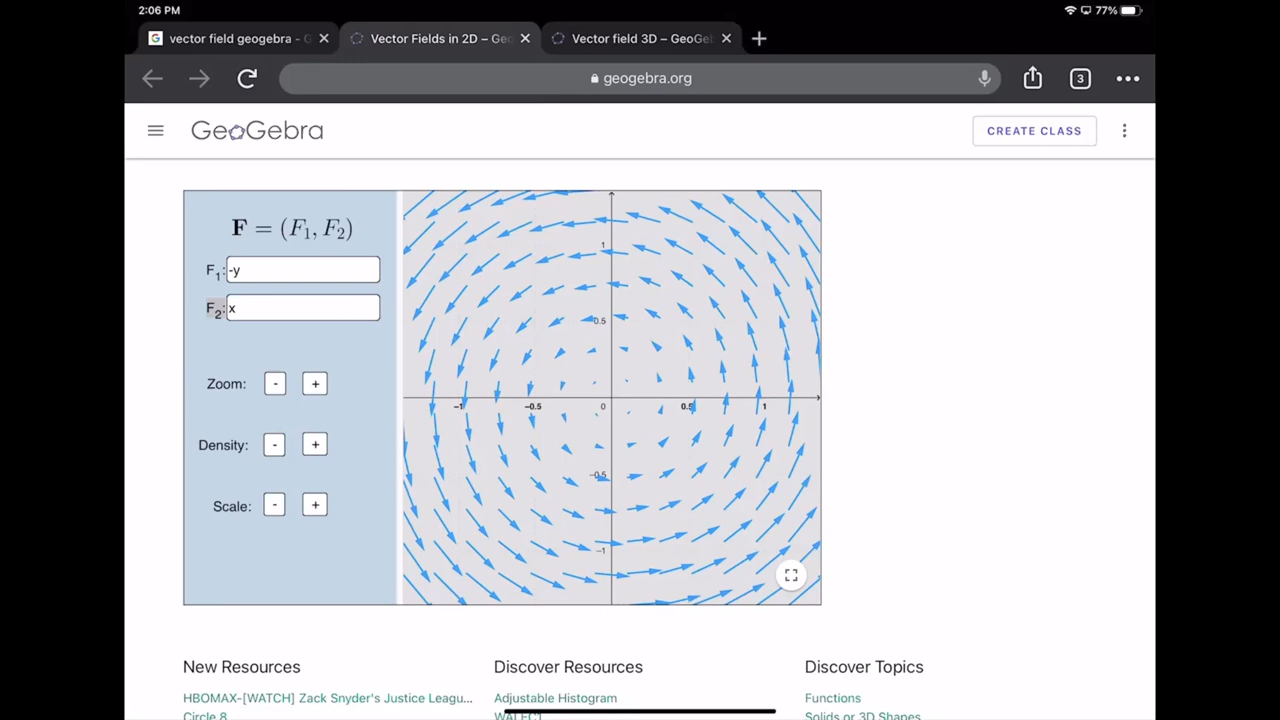 2:06 PM 77%
vector field geogebra - G
Vector Fields in 2D – Geo
Vector field 3D – GeoGe
geogebra.org
3
GeoGebra
CREATE CLASS
F = (F1, F2)
F1: -y
F2: x
Zoom: - +
Density: - +
Scale: - +
1
0.5
−1 −0.5 0 0.5 1
−0.5
−1
New Resources
Discover Resources
Discover Topics
HBOMAX-[WATCH] Zack Snyder's Justice Leagu...
Adjustable Histogram
Functions
Circle 8
WALEC1
Solids or 3D Shapes